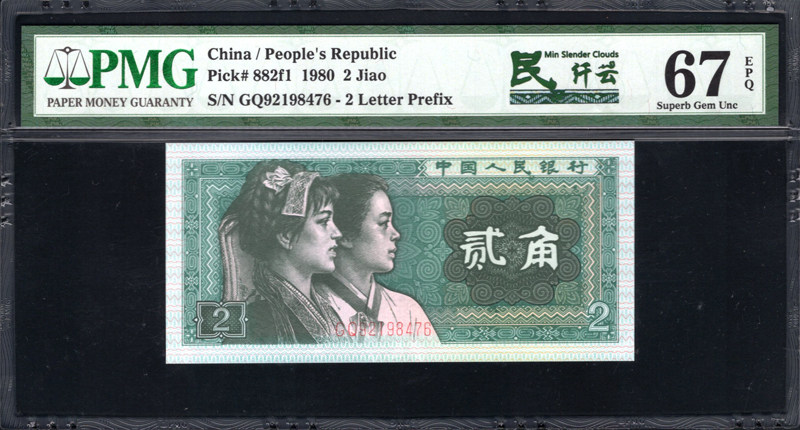 PMG
PAPER MONEY GUARANTY
China / People's Republic
Pick# 882f1 1980 2 Jiao
S/N GQ92198476 - 2 Letter Prefix
Min Slender Clouds
民纤云
67
EPQ
Superb Gem Unc
中国人民银行
贰角
2
2
GQ92198476